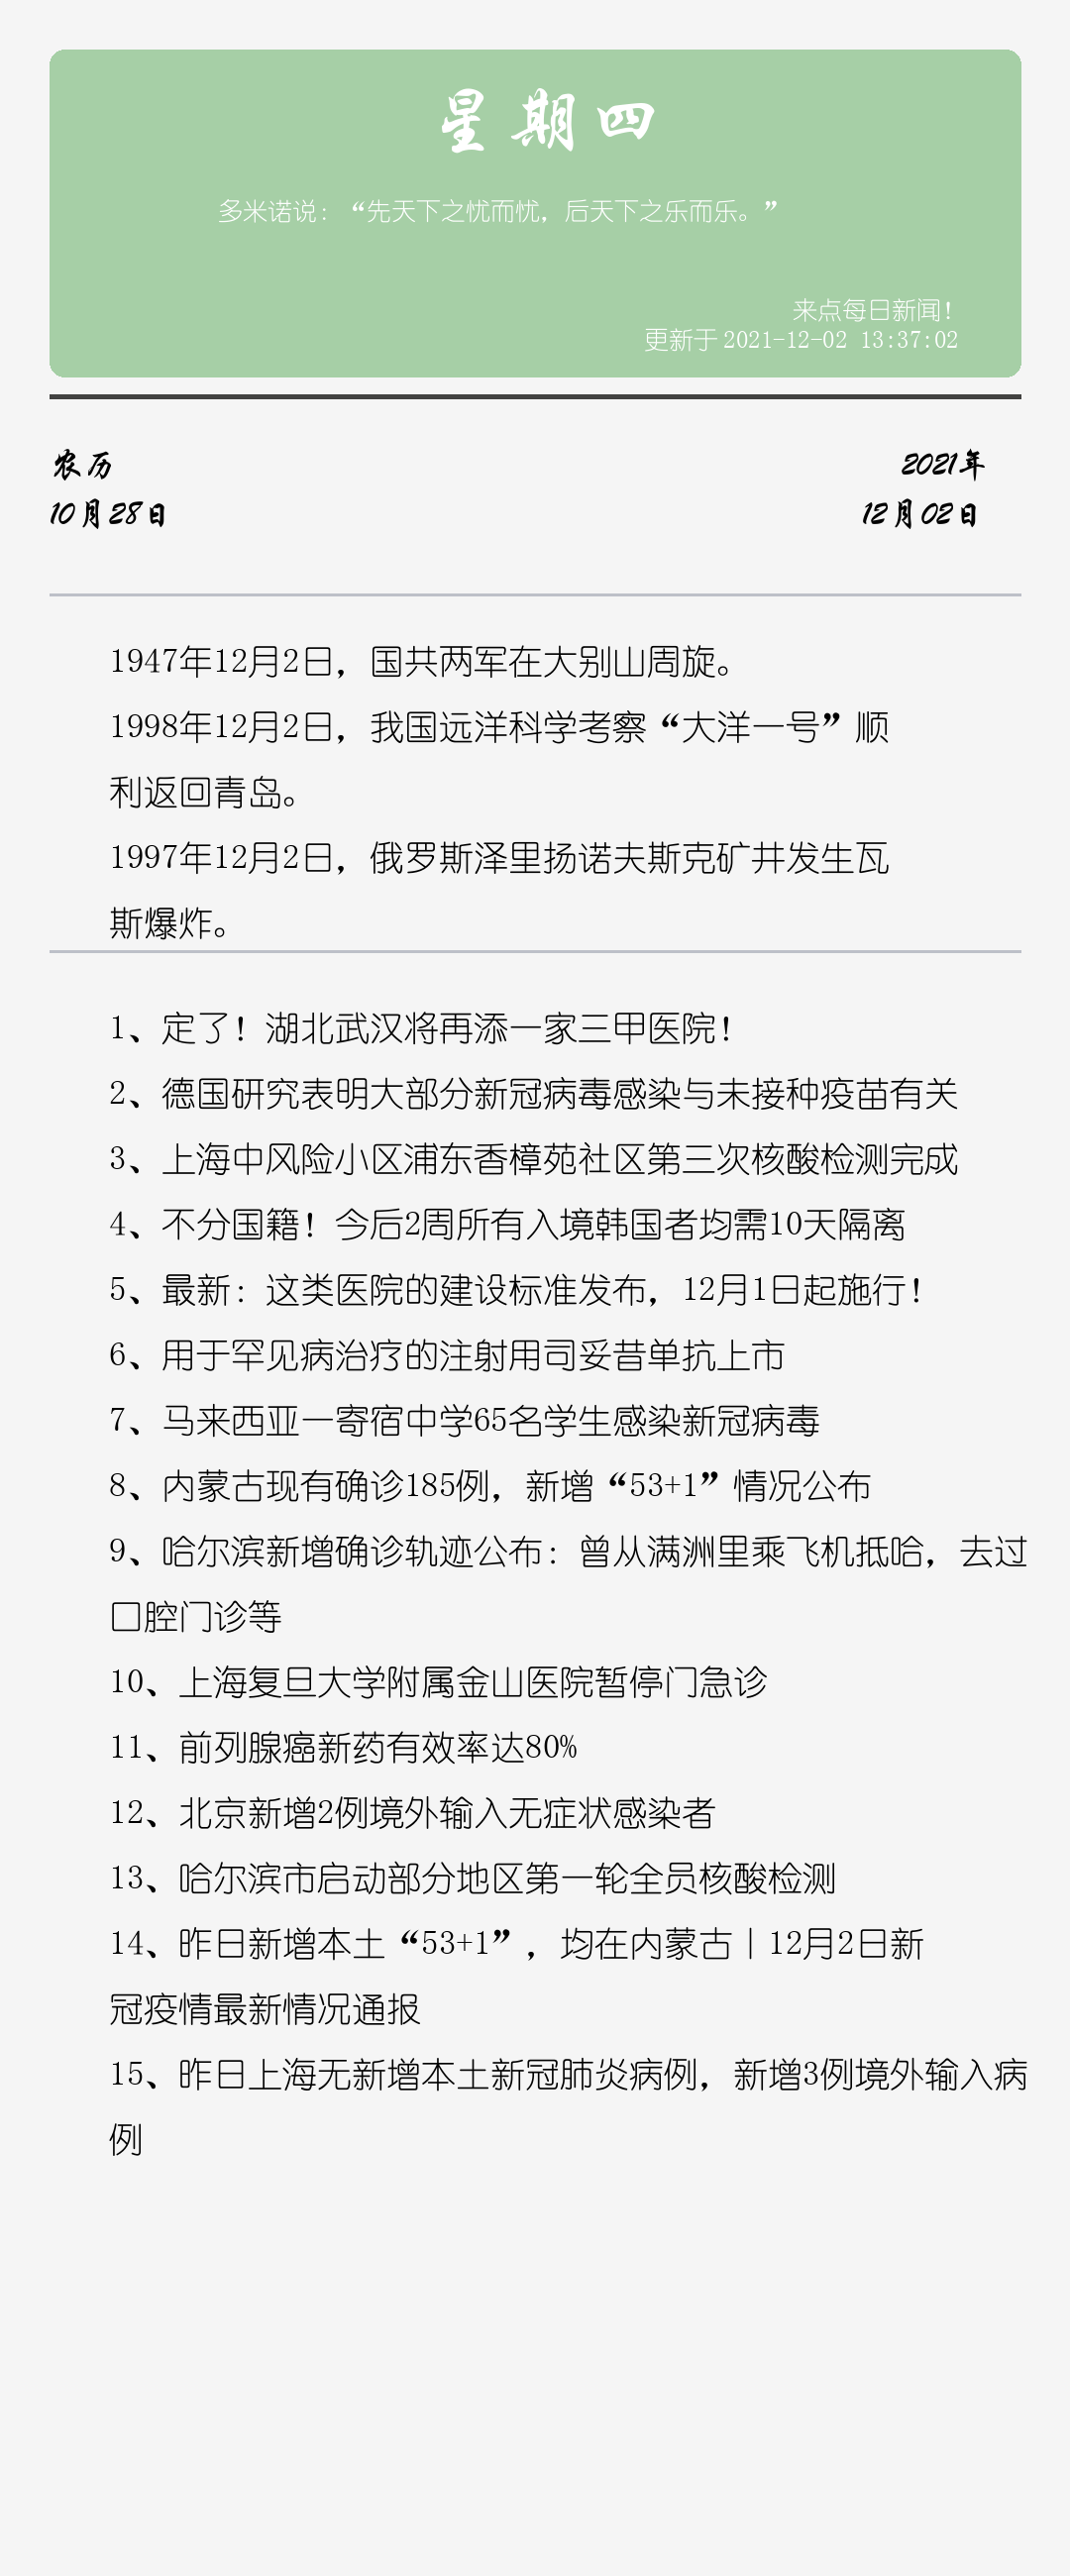 星期四
多米诺说：“先天下之忧而忧，后天下之乐而乐。”
来点每日新闻！
更新于 2021-12-02 13:37:02
农历
2021年
10月28日
12月02日
1947年12月2日，国共两军在大别山周旋。
1998年12月2日，我国远洋科学考察“大洋一号”顺
利返回青岛。
1997年12月2日，俄罗斯泽里扬诺夫斯克矿井发生瓦
斯爆炸。
1、定了！湖北武汉将再添一家三甲医院！
2、德国研究表明大部分新冠病毒感染与未接种疫苗有关
3、上海中风险小区浦东香樟苑社区第三次核酸检测完成
4、不分国籍！今后2周所有入境韩国者均需10天隔离
5、最新：这类医院的建设标准发布，12月1日起施行！
6、用于罕见病治疗的注射用司妥昔单抗上市
7、马来西亚一寄宿中学65名学生感染新冠病毒
8、内蒙古现有确诊185例，新增“53+1”情况公布
9、哈尔滨新增确诊轨迹公布：曾从满洲里乘飞机抵哈，去过
口腔门诊等
10、上海复旦大学附属金山医院暂停门急诊
11、前列腺癌新药有效率达80%
12、北京新增2例境外输入无症状感染者
13、哈尔滨市启动部分地区第一轮全员核酸检测
14、昨日新增本土“53+1”，均在内蒙古丨12月2日新
冠疫情最新情况通报
15、昨日上海无新增本土新冠肺炎病例，新增3例境外输入病
例